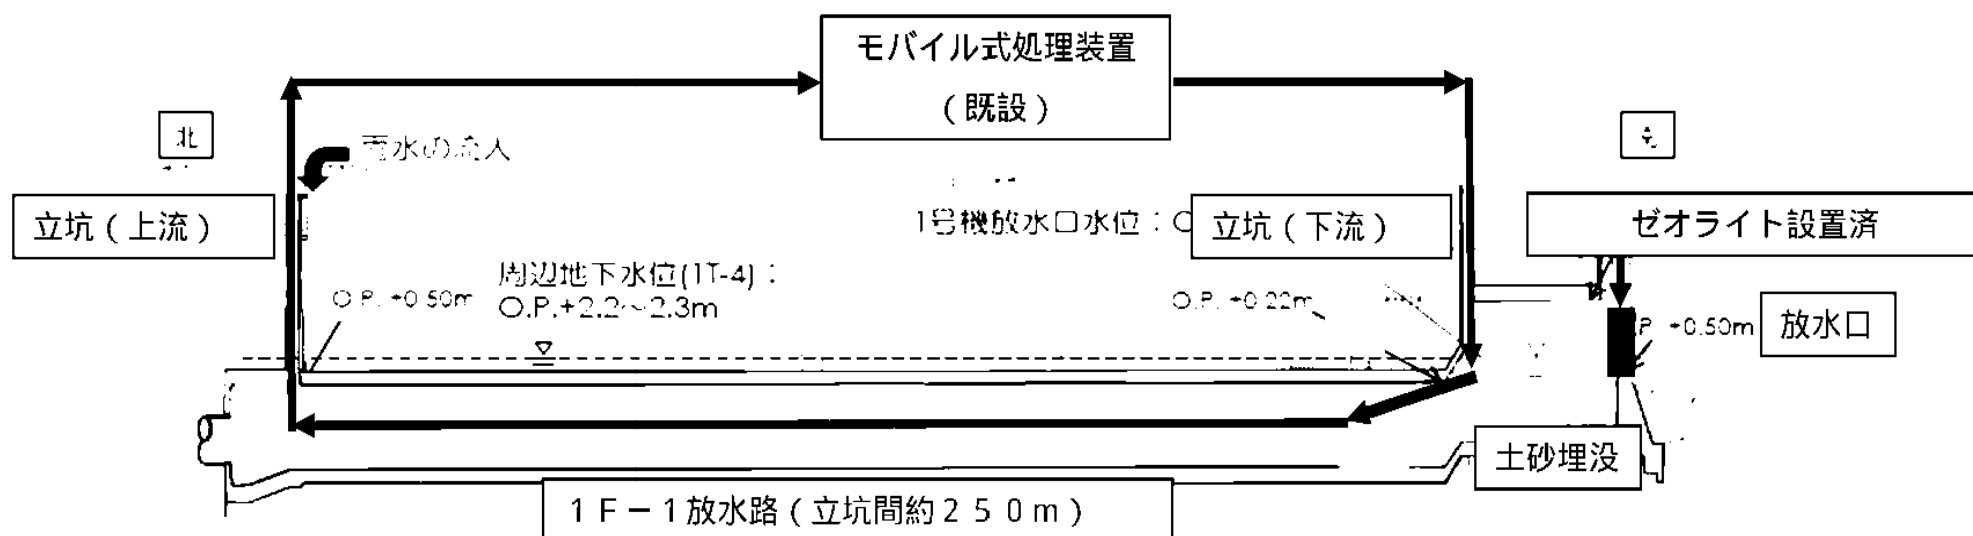 モバイル式処理装置
（既設）
北
雨水の流入
立坑（上流）
1号機放水口水位：O
立坑（下流）
ゼオライト設置済
周辺地下水位(1T-4)：
O.P.+2.2～2.3m
O.P. +0.50m
O.P. +0.22m
P. +0.50m
放水口
土砂埋没
１Ｆ－１放水路（立坑間約２５０ｍ）